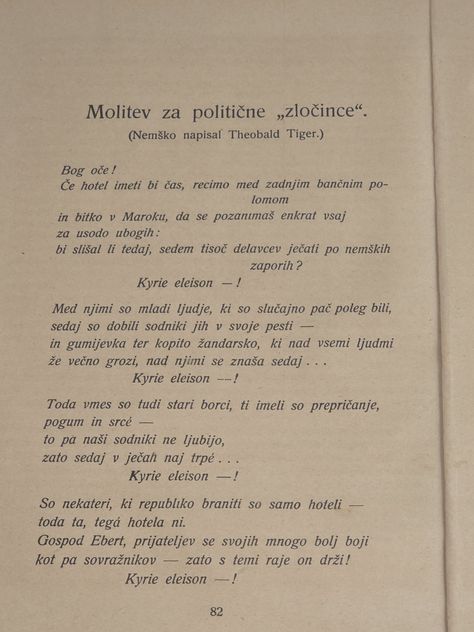 Molitev za politične „zločince“.
(Nemško napisal Theobald Tiger.)
Bog oče!
Če hotel imeti bi čas, recimo med zadnjim bančnim po-
lomom
in bitko v Maroku, da se pozanimaš enkrat vsaj
za usodo ubogih:
bi slišal li tedaj, sedem tisoč delavcev ječati po nemških
zaporih?
Kyrie eleison —!
Med njimi so mladi ljudje, ki so slučajno pač poleg bili,
sedaj so dobili sodniki jih v svoje pesti —
in gumijevka ter kopito žandarsko, ki nad vsemi ljudmi
že večno grozi, nad njimi se znaša sedaj . . .
Kyrie eleison —!
Toda vmes so tudi stari borci, ti imeli so prepričanje,
pogum in srcé —
to pa naši sodniki ne ljubijo,
zato sedaj v ječah naj trpé . . .
Kyrie eleison —!
So nekateri, ki republiko braniti so samo hoteli —
toda ta, tegá hotela ni.
Gospod Ebert, prijateljev se svojih mnogo bolj boji
kot pa sovražnikov — zato s temi raje on drži!
Kyrie eleison —!
82